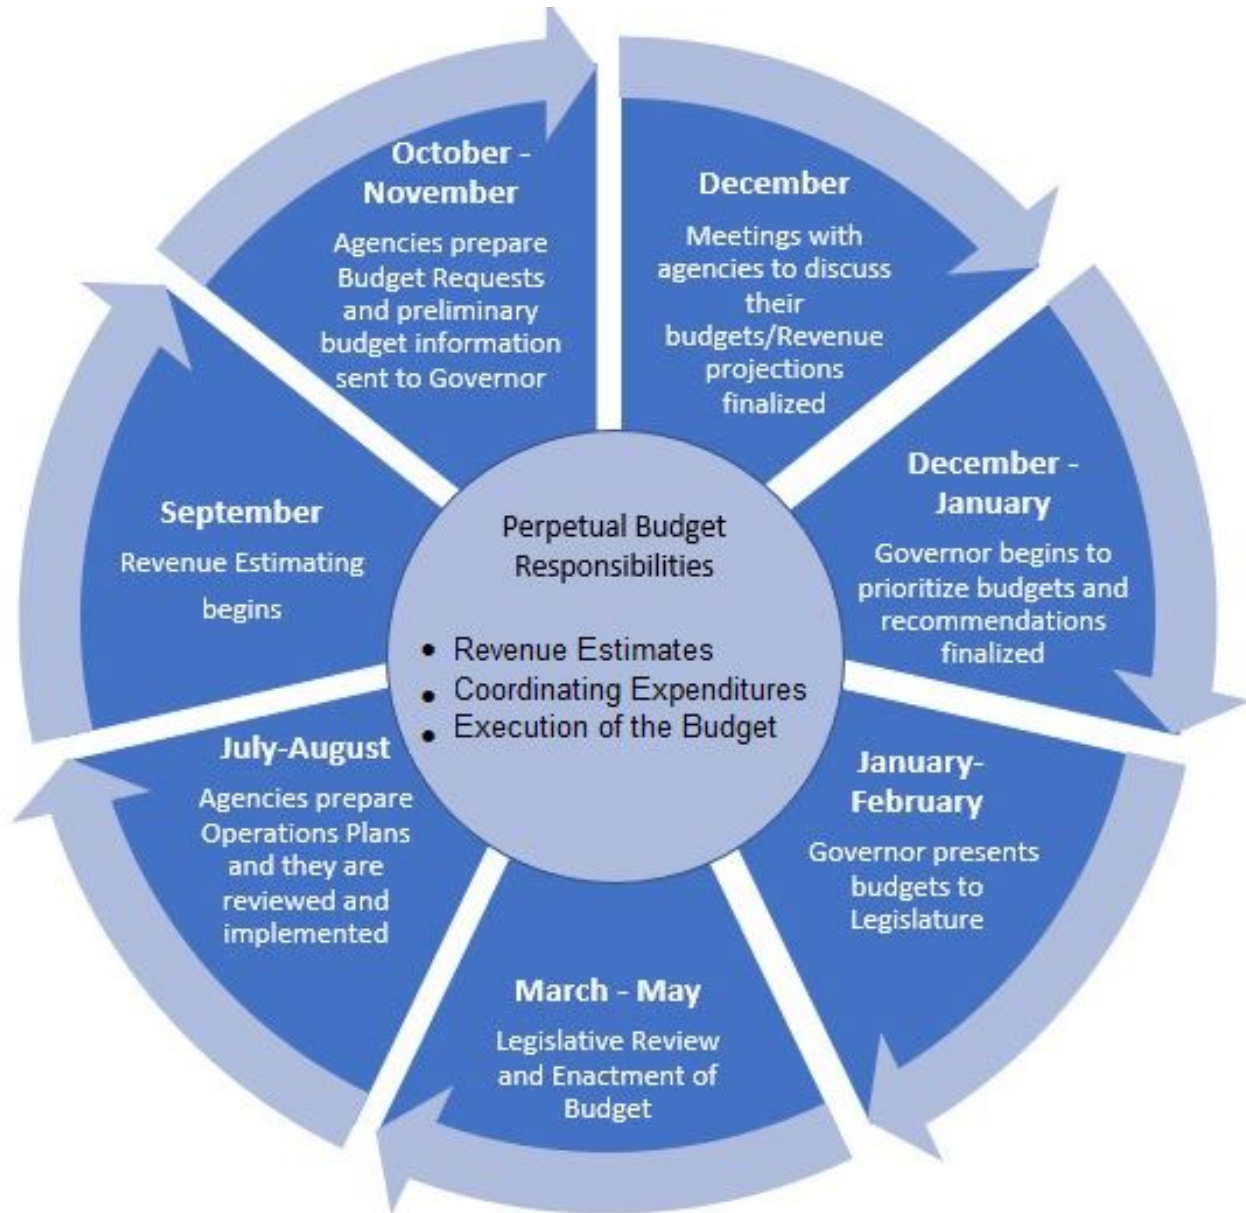 October -
November
Agencies prepare
Budget Requests
and preliminary
budget information
sent to Governor
December
Meetings with
agencies to discuss
their
budgets/Revenue
projections
finalized
December -
January
Governor begins to
prioritize budgets and
recommendations
finalized
January-
February
Governor presents
budgets to
Legislature
March - May
Legislative Review
and Enactment of
Budget
July-August
Agencies prepare
Operations Plans
and they are
reviewed and
implemented
September
Revenue Estimating
begins
Perpetual Budget
Responsibilities
• Revenue Estimates
• Coordinating Expenditures
• Execution of the Budget